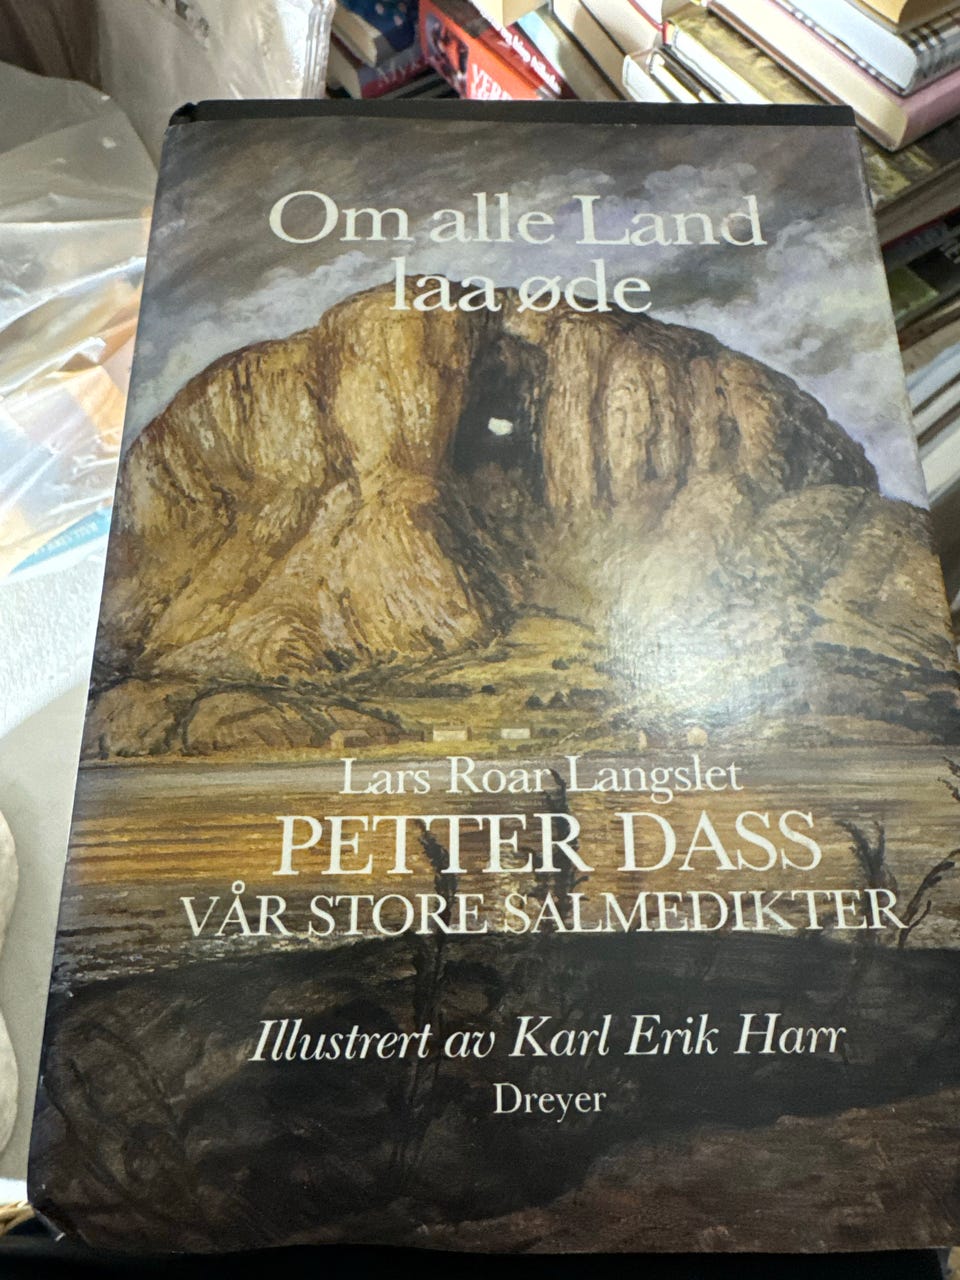 Om alle Land
laa øde
Lars Roar Langslet
PETTER DASS
VÅR STORE SALMEDIKTER
Illustrert av Karl Erik Harr
Dreyer